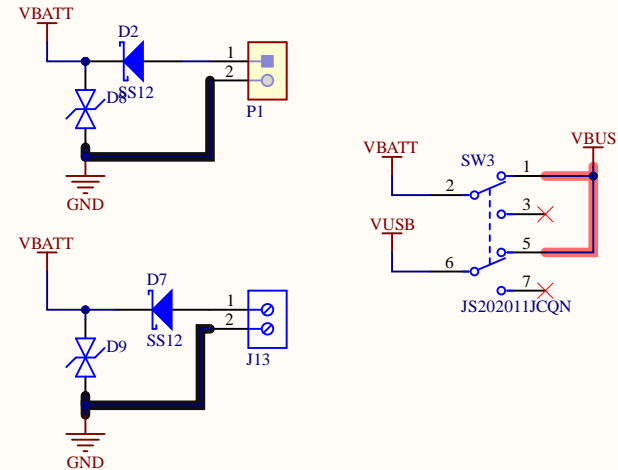 VBATT
D2
SS12
D8
1
2
P1
GND
VBATT
D7
SS12
D9
1
2
J13
GND
VBATT
SW3
VBUS
2
1
3
VUSB
6
5
7
JS202011JCQN